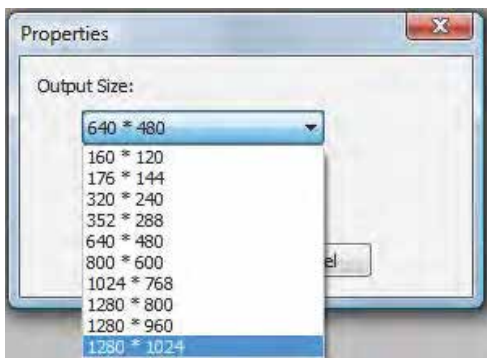 Properties
X
Output Size:
640 * 480
160 * 120
176 * 144
320 * 240
352 * 288
640 * 480
800 * 600
1024 * 768
1280 * 800
1280 * 960
1280 * 1024